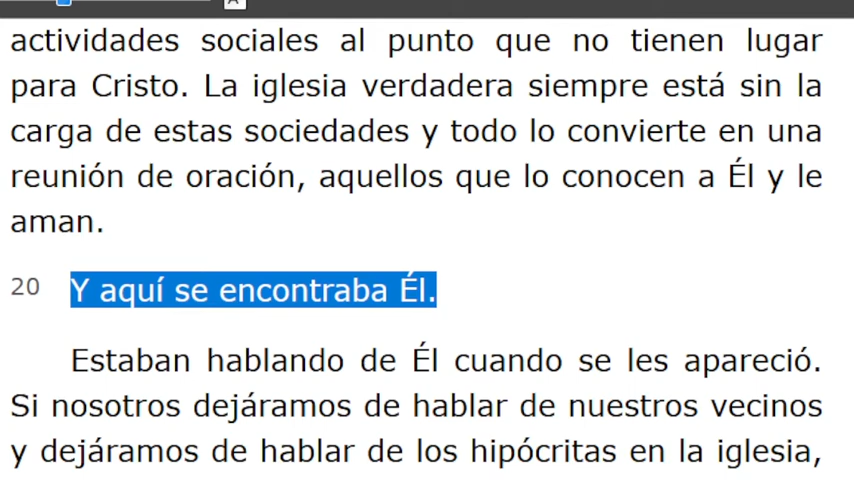 actividades sociales al punto que no tienen lugar
para Cristo. La iglesia verdadera siempre está sin la
carga de estas sociedades y todo lo convierte en una
reunión de oración, aquellos que lo conocen a Él y le
aman.
20 Y aquí se encontraba Él.
Estaban hablando de Él cuando se les apareció.
Si nosotros dejáramos de hablar de nuestros vecinos
y dejáramos de hablar de los hipócritas en la iglesia,